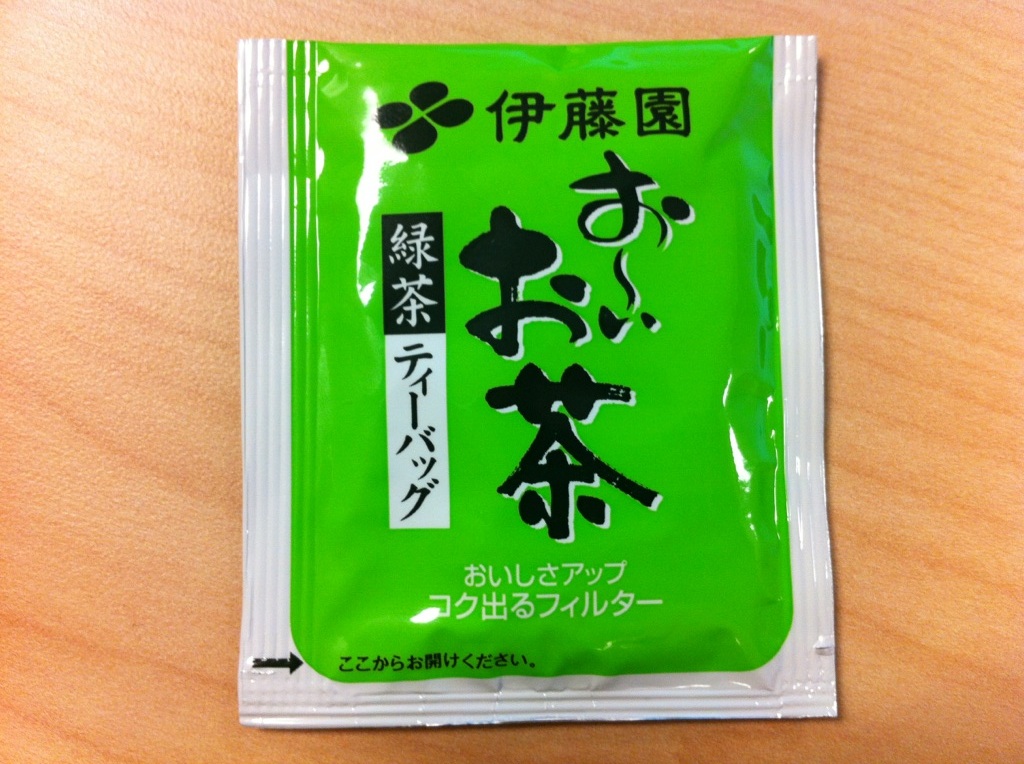 伊藤園
お～い
お茶
緑茶
ティーバッグ
おいしさアップ
コク出るフィルター
ここからお開けください。